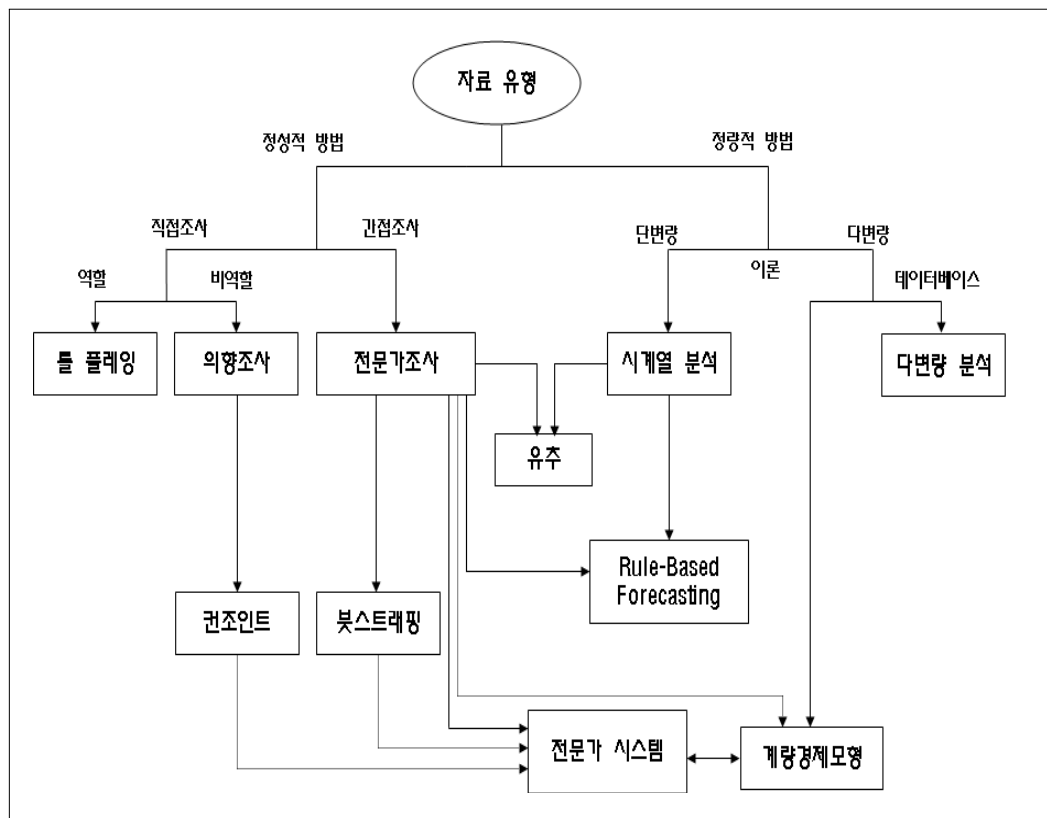 자료 유형
정성적 방법
정량적 방법
직접조사
간접조사
단변량
다변량
이론
역할
비역할
데이터베이스
롤 플레잉
의향조사
전문가조사
시계열 분석
다변량 분석
유추
Rule-Based
Forecasting
컨조인트
붓스트래핑
전문가 시스템
계량경제모형